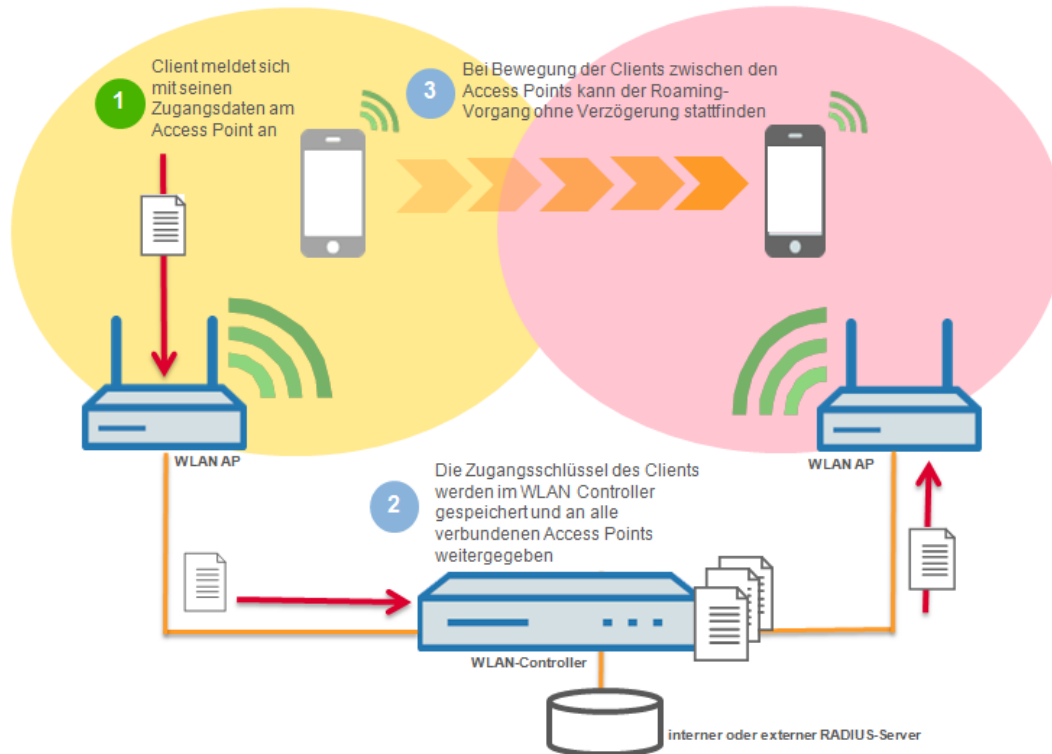 1
Client meldet sich
mit seinen
Zugangsdaten am
Access Point an
3
Bei Bewegung der Clients zwischen den
Access Points kann der Roaming-
Vorgang ohne Verzögerung stattfinden
WLAN AP
WLAN AP
2
Die Zugangsschlüssel des Clients
werden im WLAN Controller
gespeichert und an alle
verbundenen Access Points
weitergegeben
WLAN-Controller
interner oder externer RADIUS-Server